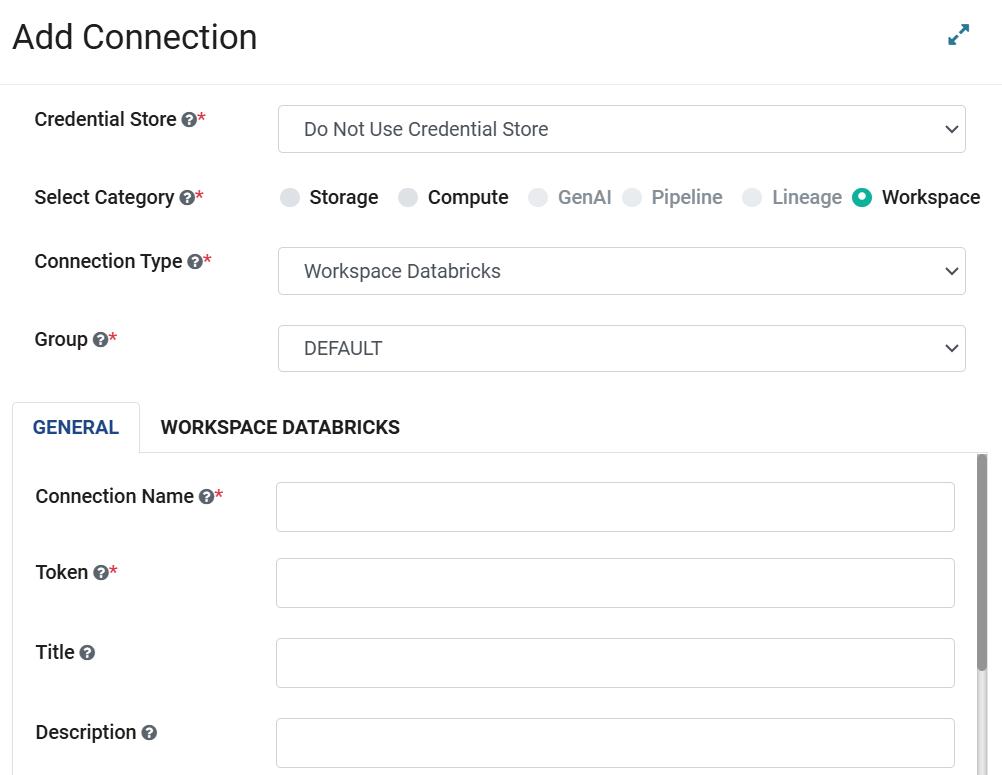 Add Connection
Credential Store ?* Do Not Use Credential Store
Select Category ?* Storage Compute GenAI Pipeline Lineage Workspace
Connection Type ?* Workspace Databricks
Group ?* DEFAULT
GENERAL WORKSPACE DATABRICKS
Connection Name ?*
Token ?*
Title ?
Description ?